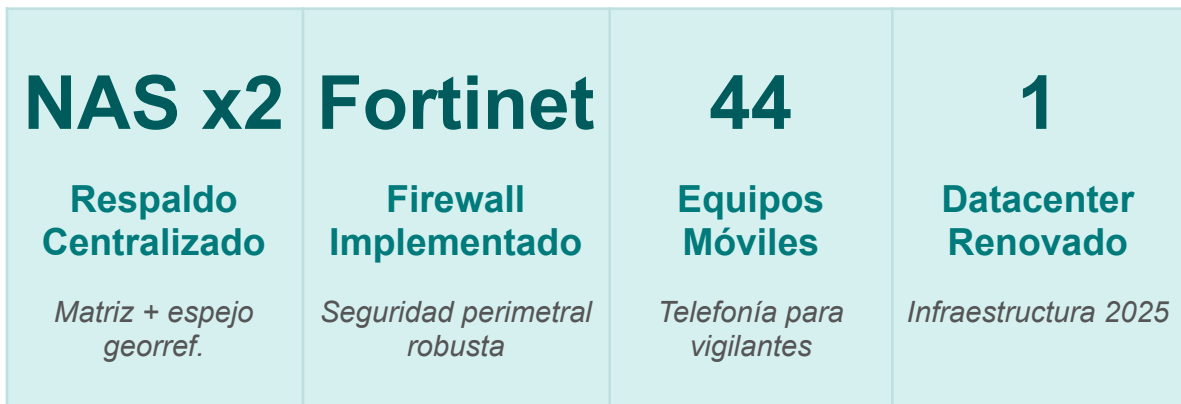 NAS x2
Respaldo
Centralizado
Matriz + espejo
georref.
Fortinet
Firewall
Implementado
Seguridad perimetral
robusta
44
Equipos
Móviles
Telefonía para
vigilantes
1
Datacenter
Renovado
Infraestructura 2025